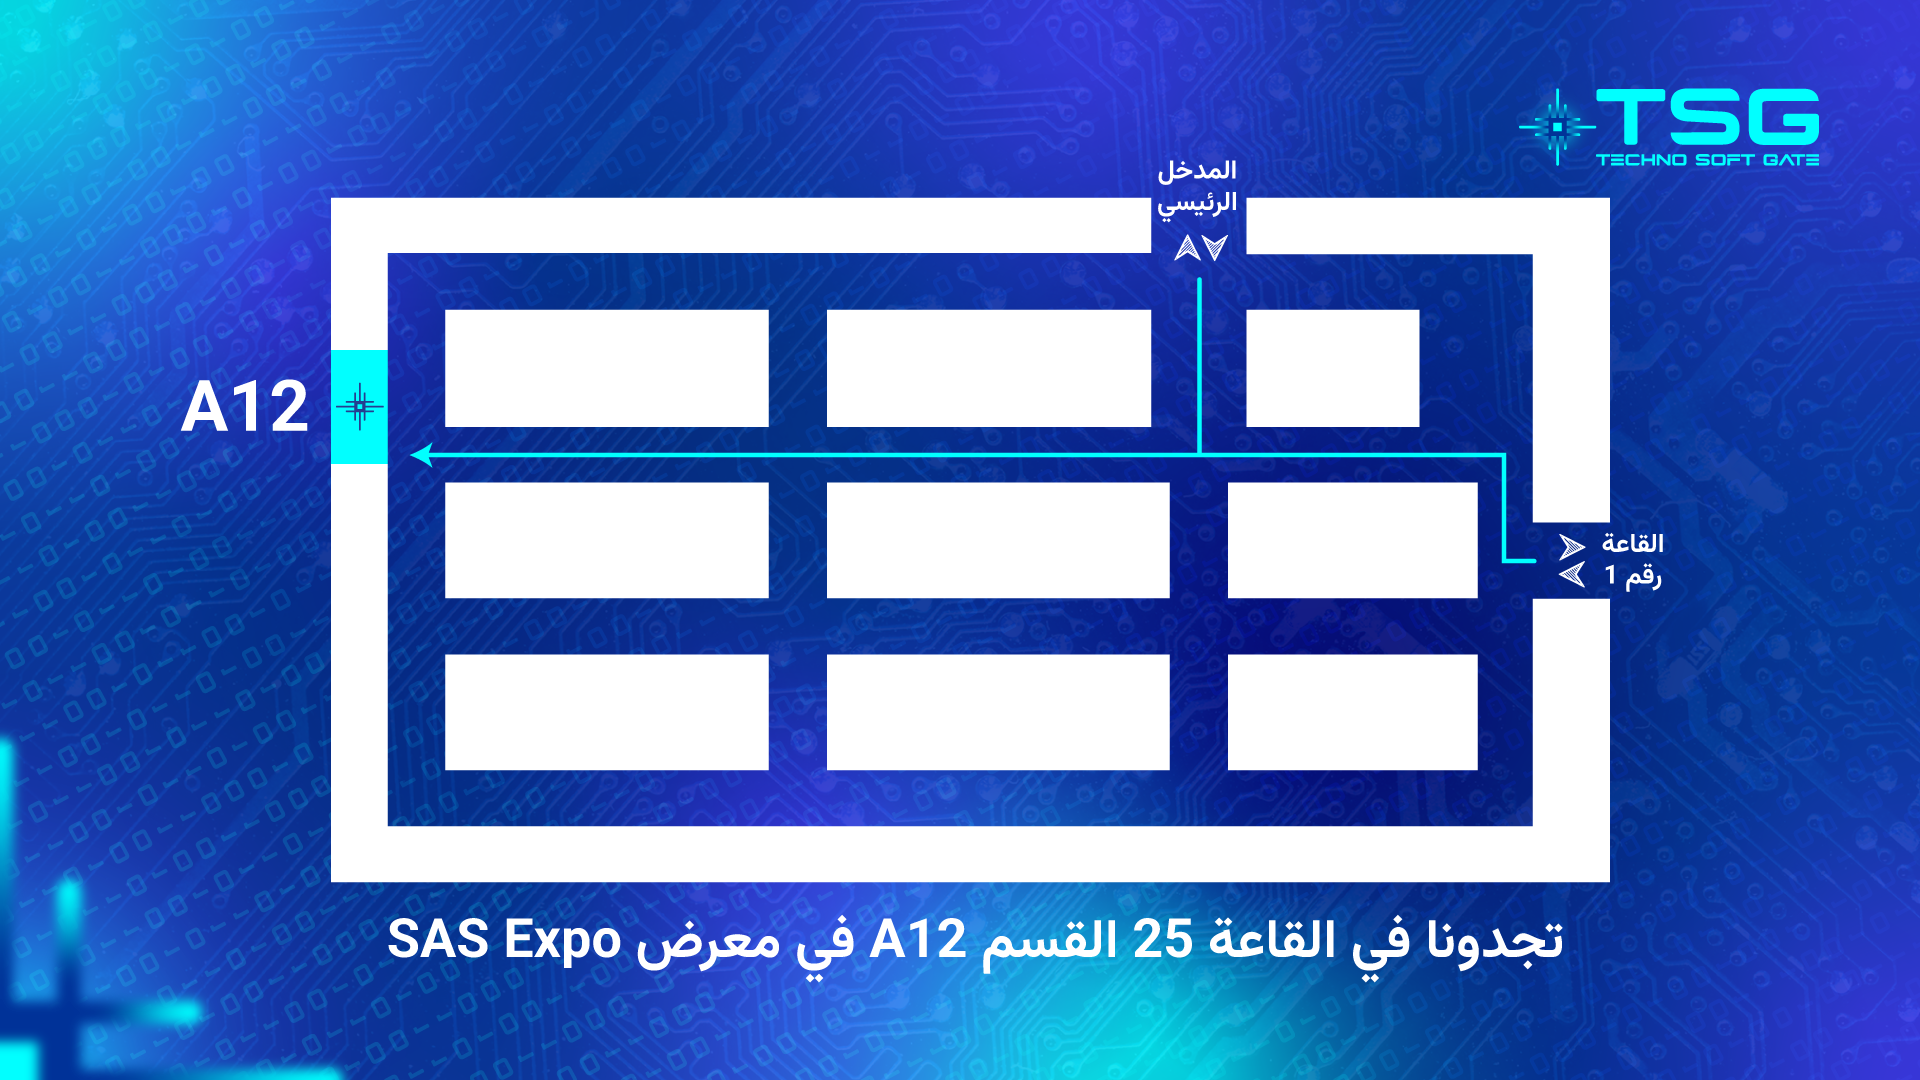 TSG
TECHNO SOFT GATE
المدخل
الرئيسي
A12
القاعة
رقم 1
تجدونا في القاعة 25 القسم A12 في معرض SAS Expo